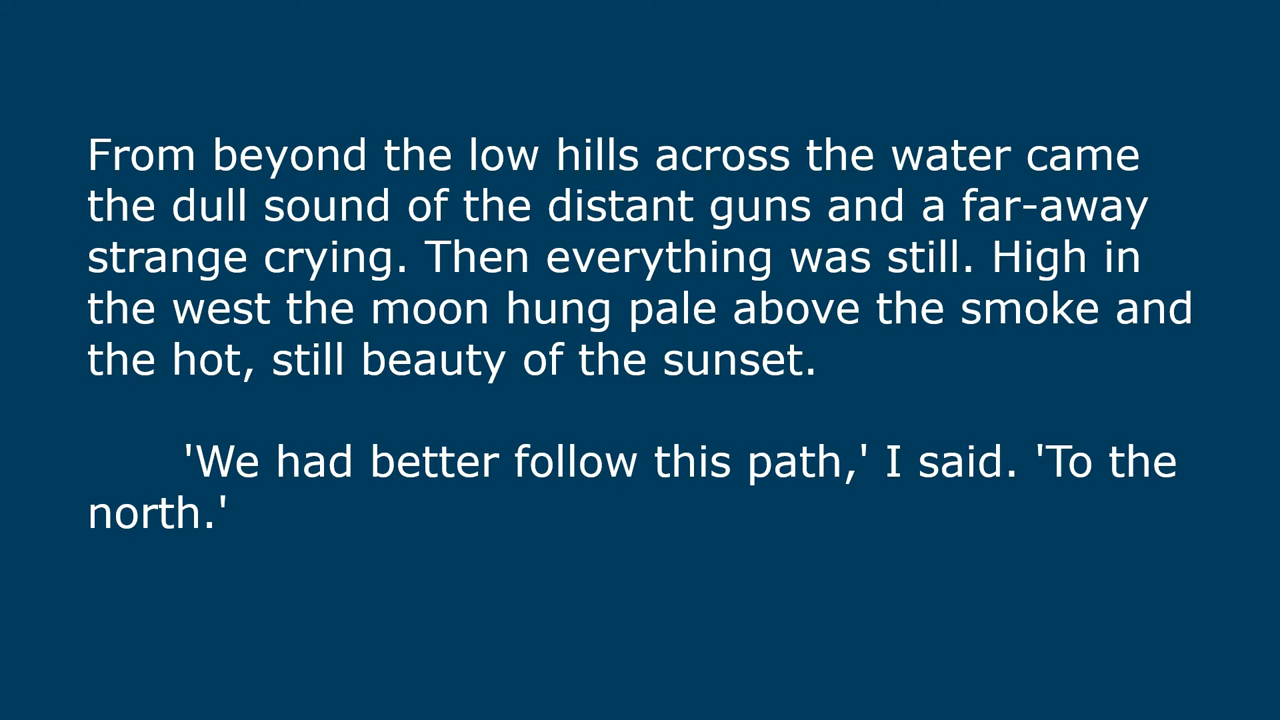 From beyond the low hills across the water came
the dull sound of the distant guns and a far-away
strange crying. Then everything was still. High in
the west the moon hung pale above the smoke and
the hot, still beauty of the sunset.
'We had better follow this path,' I said. 'To the
north.'